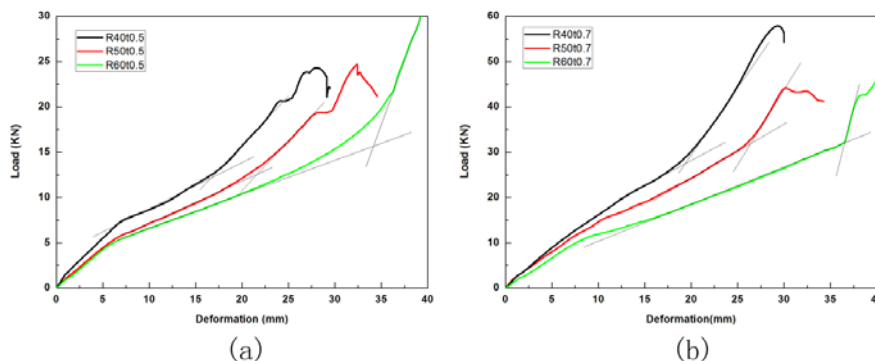 30
25
20
15
10
5
0
0 5 10 15 20 25 30 35 40
Load (KN)
Deformation (mm)
R40t0.5
R50t0.5
R60t0.5
(a)
60
50
40
30
20
10
0
0 5 10 15 20 25 30 35 40
Load (KN)
Deformation(mm)
R40t0.7
R50t0.7
R60t0.7
(b)